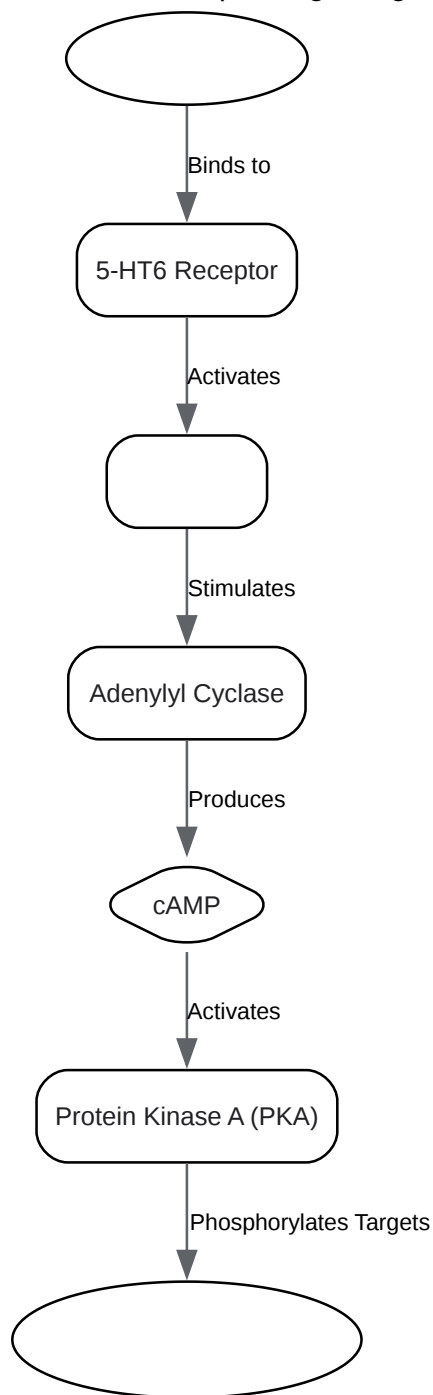 Binds to
5-HT6 Receptor
Activates
Stimulates
Adenylyl Cyclase
Produces
cAMP
Activates
Protein Kinase A (PKA)
Phosphorylates Targets